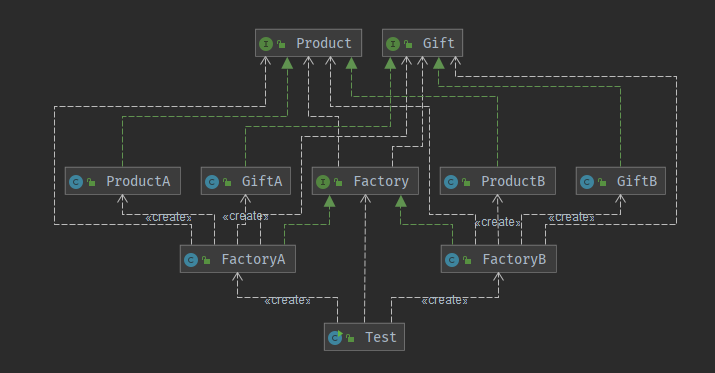 Product Gift
ProductA GiftA Factory ProductB GiftB
«create» «create» «create» «create»
FactoryA FactoryB
«create» «create»
Test